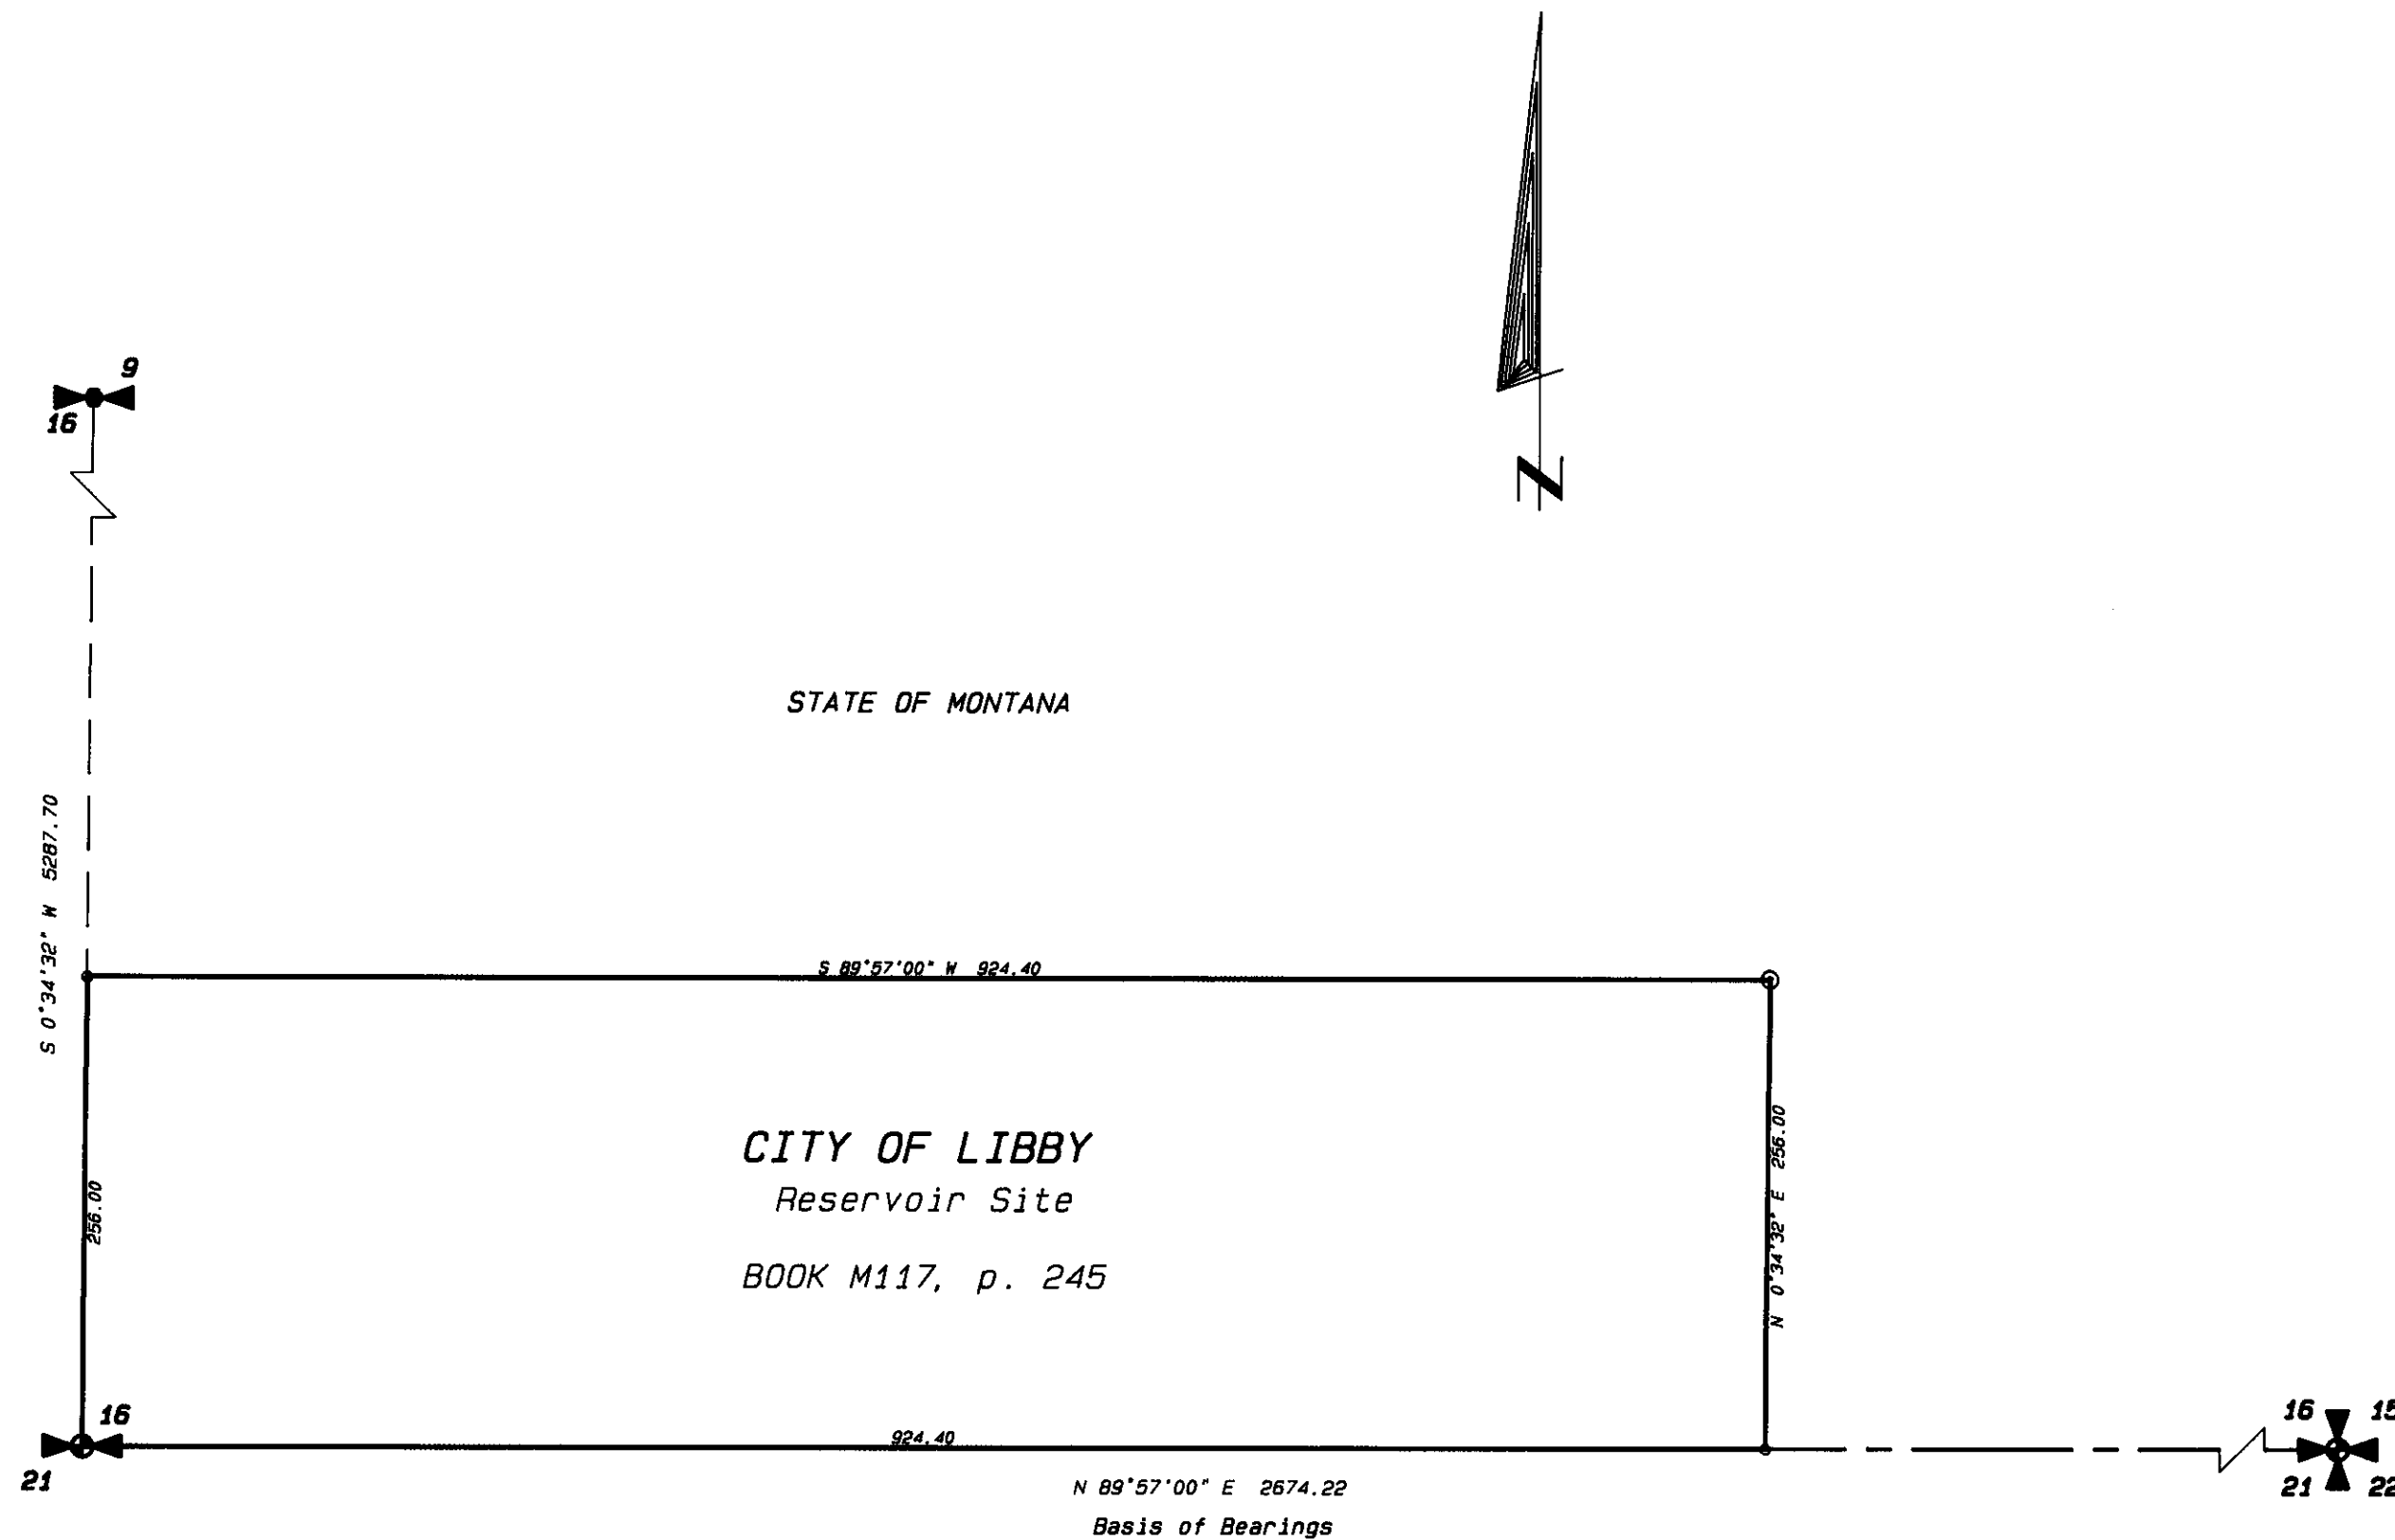 N
9
16
STATE OF MONTANA
S 0°34'32" W 5287.70
S 89°57'00" W 924.40
CITY OF LIBBY
Reservoir Site
BOOK M117, p. 245
256.00
N 0°34'32" E 256.00
16
21
924.40
N 89°57'00" E 2674.22
Basis of Bearings
16 15
21 22